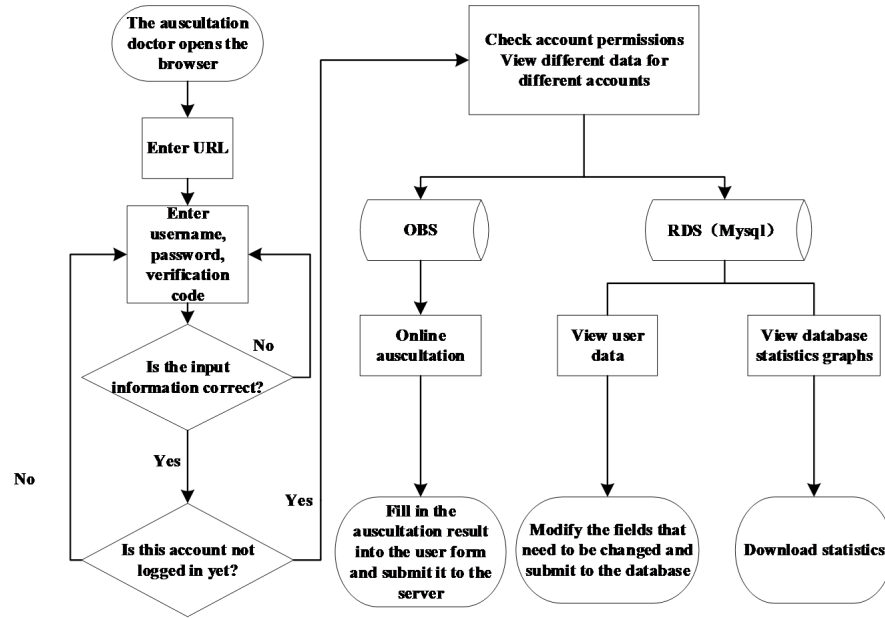 The auscultation
doctor opens the
browser
Enter URL
Enter
username,
password,
verification
code
No
Is the input
information correct?
Yes
No
Yes
Is this account not
logged in yet?
Check account permissions
View different data for
different accounts
OBS
RDS（Mysql）
Online
auscultation
View user
data
View database
statistics graphs
Fill in the
auscultation result
into the user form
and submit it to the
server
Modify the fields that
need to be changed and
submit to the database
Download statistics